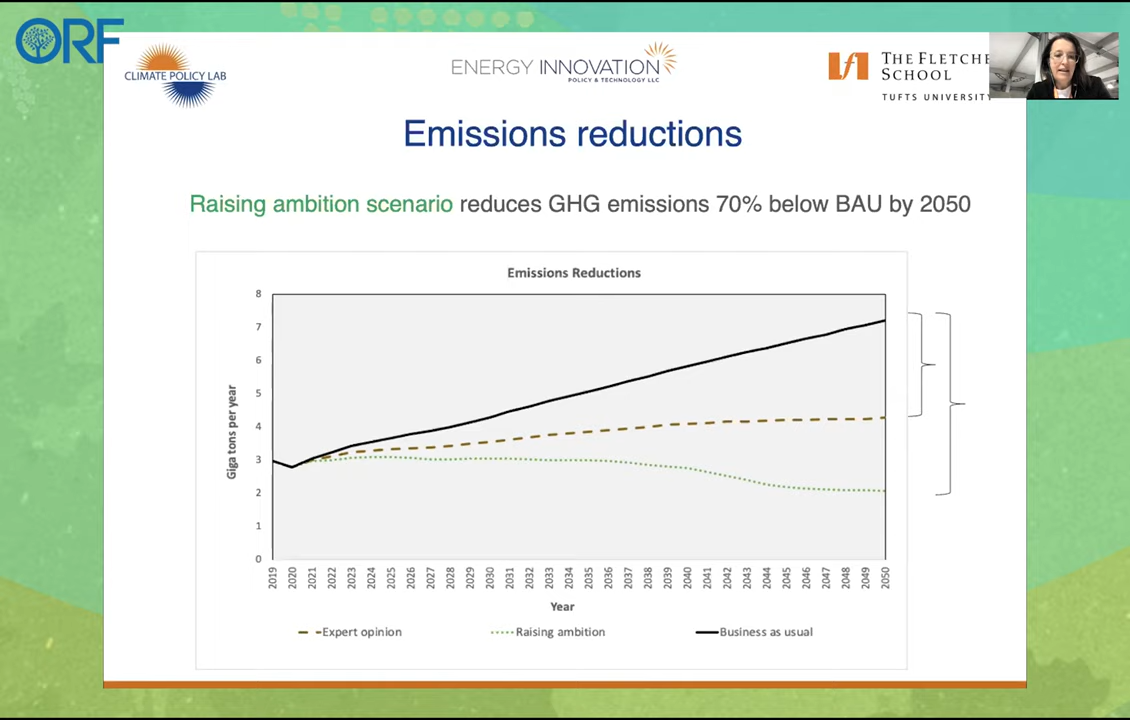 ORF
CLIMATE POLICY LAB
ENERGY INNOVATION
POLICY & TECHNOLOGY LLC
THE FLETCHE
SCHOOL
TUFTS UNIVERSITY
Emissions reductions
Raising ambition scenario reduces GHG emissions 70% below BAU by 2050
Emissions Reductions
8
7
6
5
4
3
2
1
0
Giga tons per year
2019 2020 2021 2022 2023 2024 2025 2026 2027 2028 2029 2030 2031 2032 2033 2034 2035 2036 2037 2038 2039 2040 2041 2042 2043 2044 2045 2046 2047 2048 2049 2050
Year
Expert opinion Raising ambition Business as usual